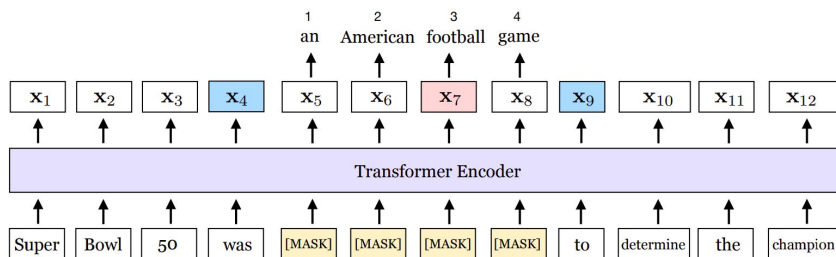 1 2 3 4
an American football game
x₁ x₂ x₃ x₄ x₅ x₆ x₇ x₈ x₉ x₁₀ x₁₁ x₁₂
Transformer Encoder
Super Bowl 50 was [MASK] [MASK] [MASK] [MASK] to determine the champion